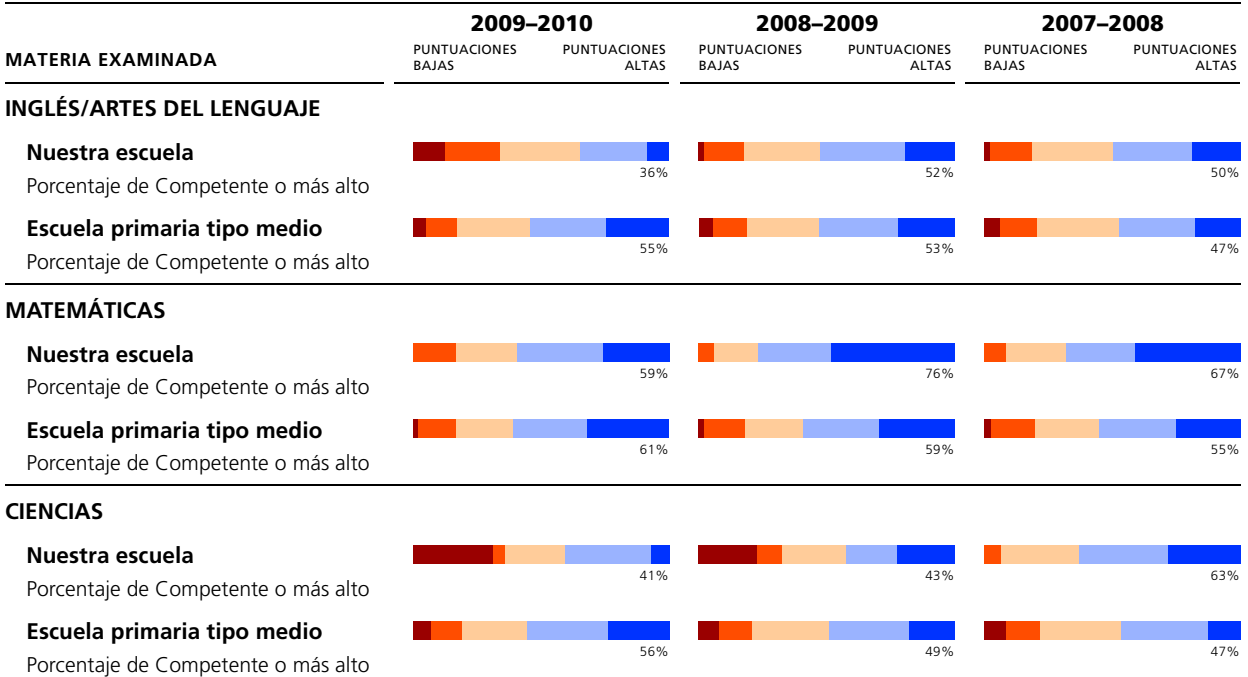 2009–2010 2008–2009 2007–2008
MATERIA EXAMINADA PUNTUACIONES BAJAS PUNTUACIONES ALTAS PUNTUACIONES BAJAS PUNTUACIONES ALTAS PUNTUACIONES BAJAS PUNTUACIONES ALTAS
INGLÉS/ARTES DEL LENGUAJE
Nuestra escuela
Porcentaje de Competente o más alto 36% 52% 50%
Escuela primaria tipo medio
Porcentaje de Competente o más alto 55% 53% 47%
MATEMÁTICAS
Nuestra escuela
Porcentaje de Competente o más alto 59% 76% 67%
Escuela primaria tipo medio
Porcentaje de Competente o más alto 61% 59% 55%
CIENCIAS
Nuestra escuela
Porcentaje de Competente o más alto 41% 43% 63%
Escuela primaria tipo medio
Porcentaje de Competente o más alto 56% 49% 47%